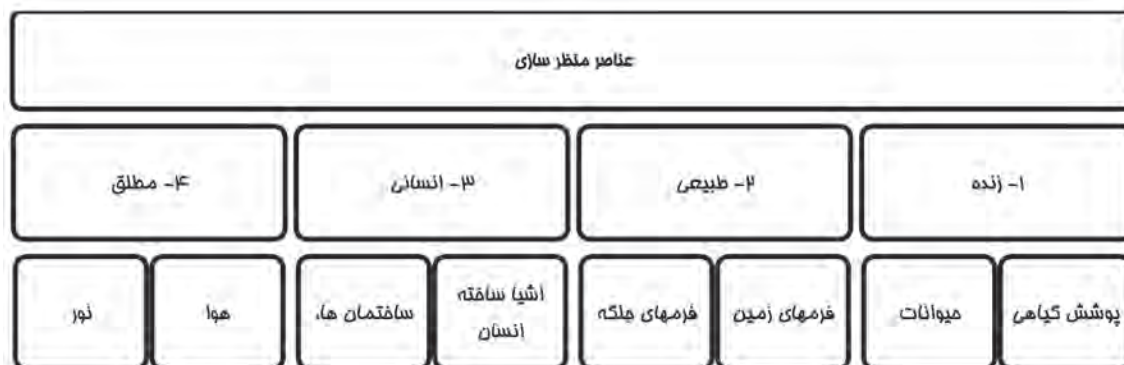 عناصر منظر سازی
۱- زنده
۲- طبیعی
۳- انسانی
۴- مطلق
پوشش گیاهی
حیوانات
فرمهای زمین
فرمهای جلکه
اشیا ساخته
انسان
ساختمان ها،
هوا
نور